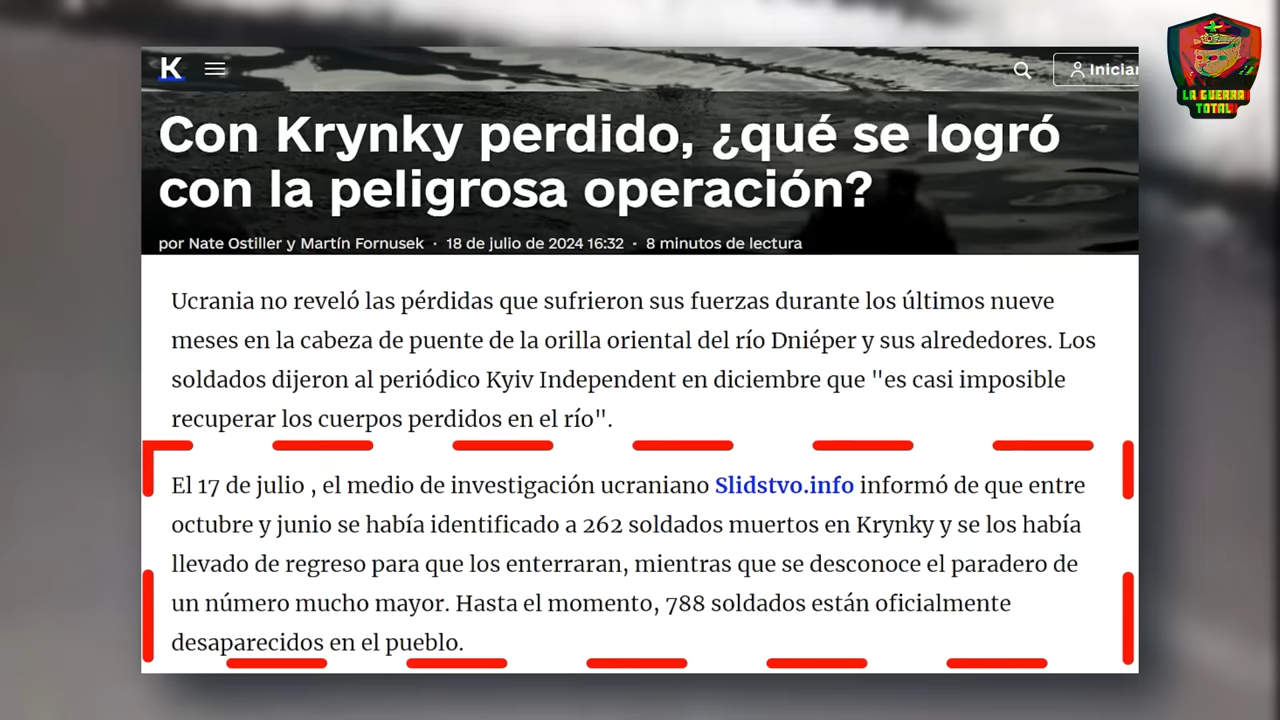 K
Iniciar
LA GUERRA
TOTAL
Con Krynky perdido, ¿qué se logró
con la peligrosa operación?
por Nate Ostiller y Martín Fornusek · 18 de julio de 2024 16:32 · 8 minutos de lectura
Ucrania no reveló las pérdidas que sufrieron sus fuerzas durante los últimos nueve
meses en la cabeza de puente de la orilla oriental del río Dniéper y sus alrededores. Los
soldados dijeron al periódico Kyiv Independent en diciembre que "es casi imposible
recuperar los cuerpos perdidos en el río".
El 17 de julio , el medio de investigación ucraniano Slidstvo.info informó de que entre
octubre y junio se había identificado a 262 soldados muertos en Krynky y se los había
llevado de regreso para que los enterraran, mientras que se desconoce el paradero de
un número mucho mayor. Hasta el momento, 788 soldados están oficialmente
desaparecidos en el pueblo.